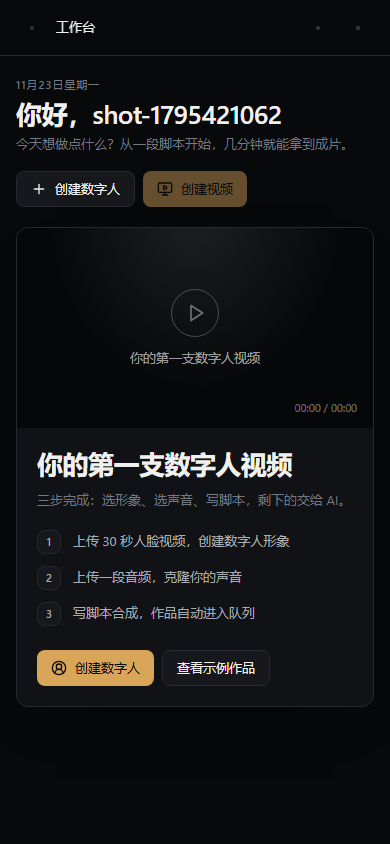 工作台
11月23日星期一
你好，shot-1795421062
今天想做点什么？从一段脚本开始，几分钟就能拿到成片。
创建数字人
创建视频
你的第一支数字人视频
00:00 / 00:00
你的第一支数字人视频
三步完成：选形象、选声音、写脚本，剩下的交给 AI。
1 上传 30 秒人脸视频，创建数字人形象
2 上传一段音频，克隆你的声音
3 写脚本合成，作品自动进入队列
创建数字人
查看示例作品